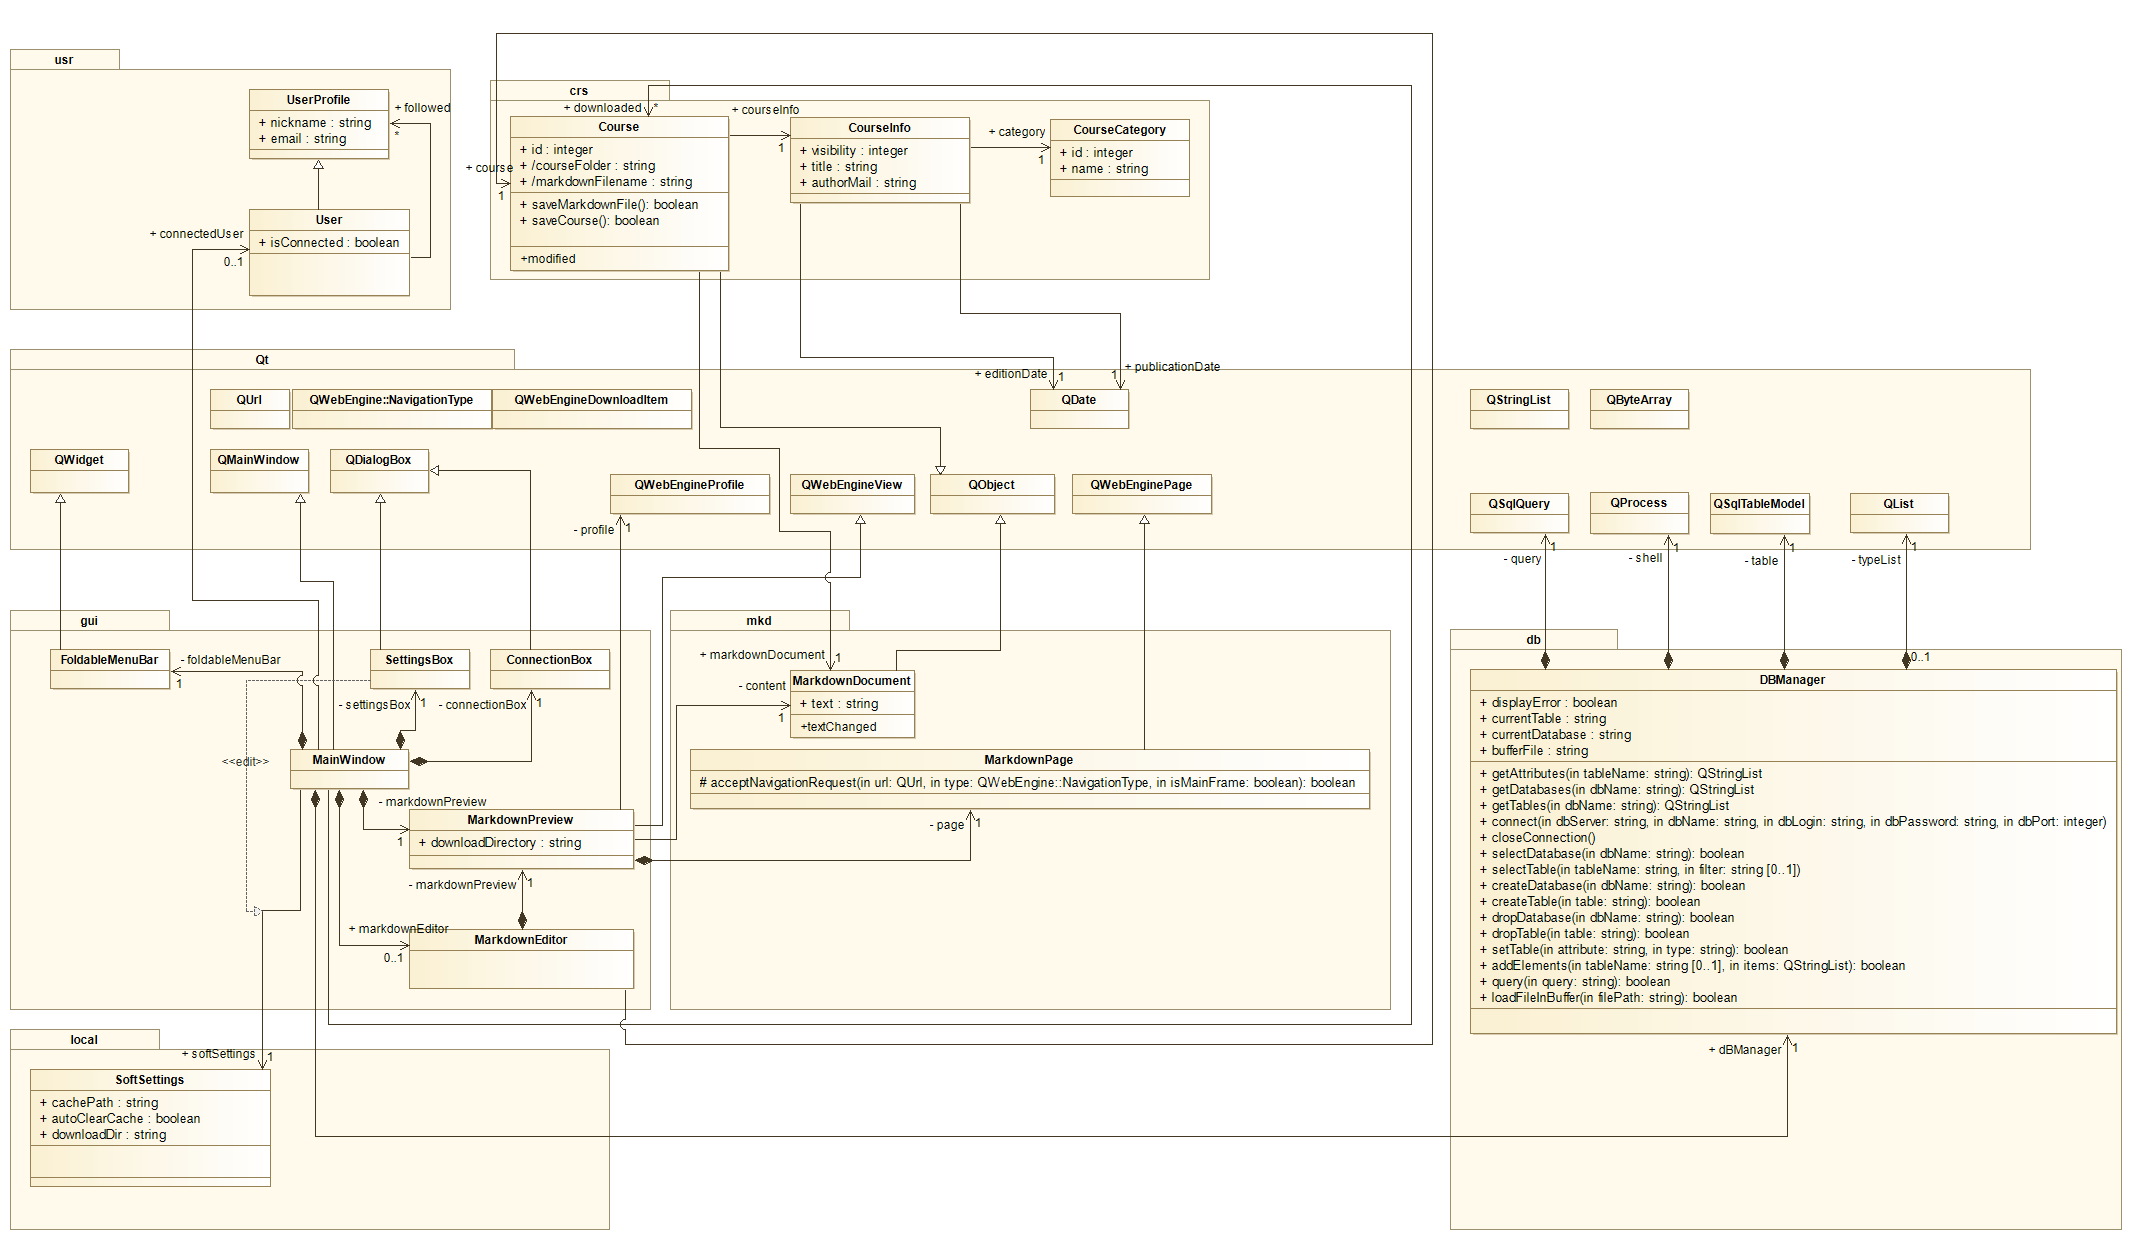 usr
UserProfile
+ nickname : string
+ email : string
+ followed
*
User
+ isConnected : boolean
+ connectedUser
0..1
crs
+ downloaded
*
+ course
1
Course
+ id : integer
+ /courseFolder : string
+ /markdownFilename : string
+ saveMarkdownFile(): boolean
+ saveCourse(): boolean
+modified
+ courseInfo
1
CourseInfo
+ visibility : integer
+ title : string
+ authorMail : string
+ category
1
CourseCategory
+ id : integer
+ name : string
Qt
+ editionDate
1
1
+ publicationDate
QUrl
QWebEngine::NavigationType
QWebEngineDownloadItem
QDate
QStringList
QByteArray
QWidget
QMainWindow
QDialogBox
QWebEngineProfile
QWebEngineView
QObject
QWebEnginePage
QSqlQuery
QProcess
QSqlTableModel
QList
- profile
1
- query
1
- shell
1
- table
1
- typeList
1
gui
FoldableMenuBar
- foldableMenuBar
1
SettingsBox
ConnectionBox
- settingsBox
1
- connectionBox
1
<<edit>>
MainWindow
- markdownPreview
1
MarkdownPreview
+ downloadDirectory : string
- markdownPreview
1
+ markdownEditor
0..1
MarkdownEditor
mkd
+ markdownDocument
1
- content
1
MarkdownDocument
+ text : string
+textChanged
MarkdownPage
# acceptNavigationRequest(in url: QUrl, in type: QWebEngine::NavigationType, in isMainFrame: boolean): boolean
- page
1
db
0..1
DBManager
+ displayError : boolean
+ currentTable : string
+ currentDatabase : string
+ bufferFile : string
+ getAttributes(in tableName: string): QStringList
+ getDatabases(in dbName: string): QStringList
+ getTables(in dbName: string): QStringList
+ connect(in dbServer: string, in dbName: string, in dbLogin: string, in dbPassword: string, in dbPort: integer)
+ closeConnection()
+ selectDatabase(in dbName: string): boolean
+ selectTable(in tableName: string, in filter: string [0..1])
+ createDatabase(in dbName: string): boolean
+ createTable(in table: string): boolean
+ dropDatabase(in dbName: string): boolean
+ dropTable(in table: string): boolean
+ setTable(in attribute: string, in type: string): boolean
+ addElements(in tableName: string [0..1], in items: QStringList): boolean
+ query(in query: string): boolean
+ loadFileInBuffer(in filePath: string): boolean
+ dBManager
1
local
+ softSettings
1
SoftSettings
+ cachePath : string
+ autoClearCache : boolean
+ downloadDir : string